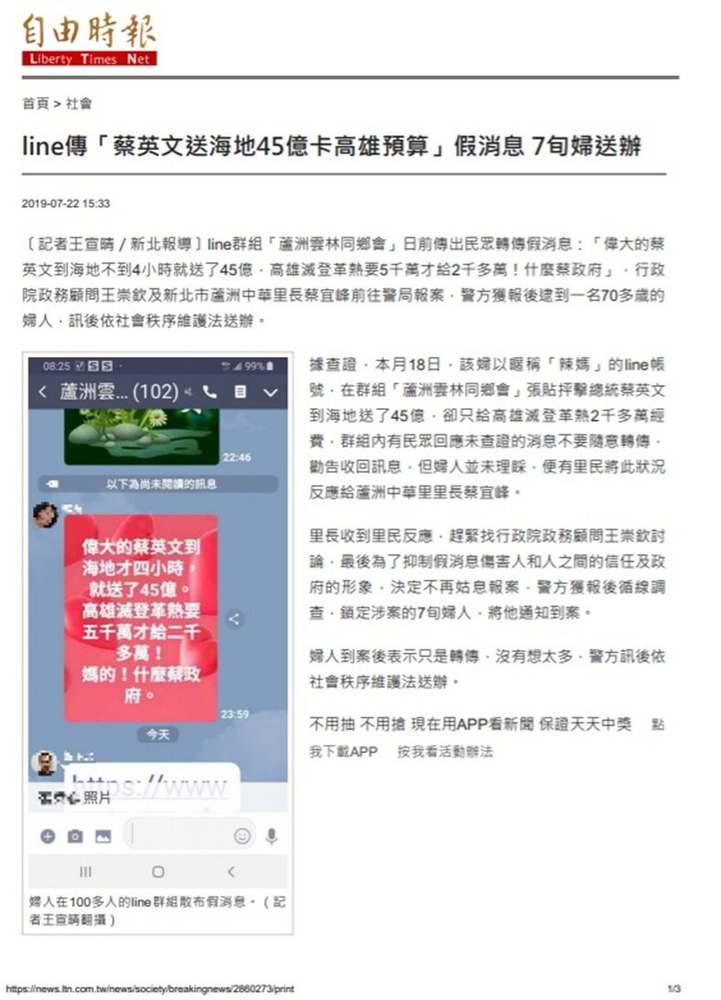 自由時報
Liberty Times Net
首頁 > 社會
line傳「蔡英文送海地45億卡高雄預算」假消息 7旬婦送辦
2019-07-22 15:33
〔記者王宣晴／新北報導〕line群組「蘆洲雲林同鄉會」日前傳出民眾轉傳假消息：「偉大的蔡
英文到海地不到4小時就送了45億，高雄滅登革熱要5千萬才給2千多萬！什麼蔡政府」，行政
院政務顧問王崇欽及新北市蘆洲中華里長蔡宜峰前往警局報案，警方獲報後逮到一名70多歲的
婦人，訊後依社會秩序維護法送辦。
08:25
99%
蘆洲雲...(102)
22:46
以下為尚未閱讀的訊息
偉大的蔡英文到
海地才四小時，
就送了45億。
高雄滅登革熱要
五千萬才給二千
多萬！
媽的！什麼蔡政
府。
23:59
今天
https://www
照片
婦人在100多人的line群組散布假消息。（記
者王宣晴翻攝）
據查證，本月18日，該婦以暱稱「辣媽」的line帳
號，在群組「蘆洲雲林同鄉會」張貼抨擊總統蔡英文
到海地送了45億，卻只給高雄滅登革熱2千多萬經
費，群組內有民眾回應未查證的消息不要隨意轉傳，
勸告收回訊息，但婦人並未理睬，便有里民將此狀況
反應給蘆洲中華里里長蔡宜峰。
里長收到里民反應，趕緊找行政院政務顧問王崇欽討
論，最後為了抑制假消息傷害人和人之間的信任及政
府的形象，決定不再姑息報案，警方獲報後循線調
查，鎖定涉案的7旬婦人，將他通知到案。
婦人到案後表示只是轉傳，沒有想太多，警方訊後依
社會秩序維護法送辦。
不用抽 不用搶 現在用APP看新聞 保證天天中獎 點
我下載APP 按我看活動辦法
https://news.ltn.com.tw/news/society/breakingnews/2860273/print
1/3